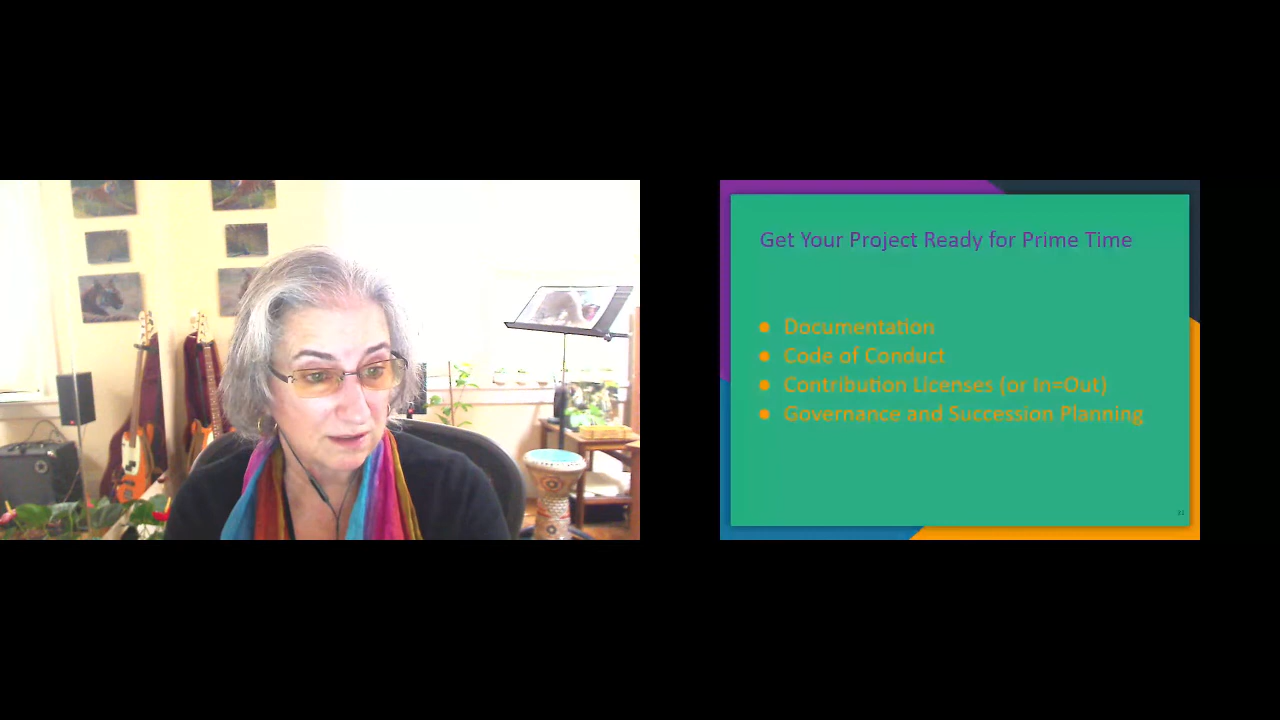 Get Your Project Ready for Prime Time
● Documentation
● Code of Conduct
● Contribution Licenses (or In=Out)
● Governance and Succession Planning